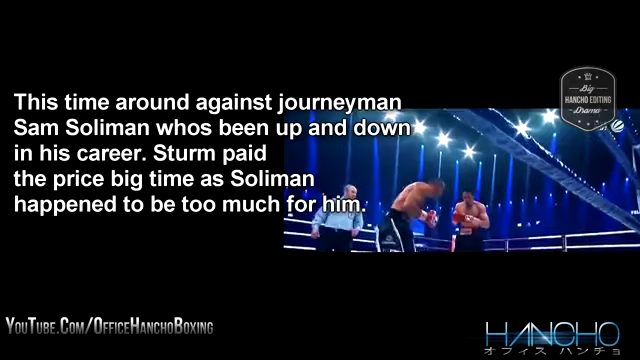 This time around against journeyman
Sam Soliman whos been up and down
in his career. Sturm paid
the price big time as Soliman
happened to be too much for him.
Big
HANCHO EDITING
Drama
YouTube.Com/OfficeHanchoBoxing
HANCHO
オフィス ハンチョ